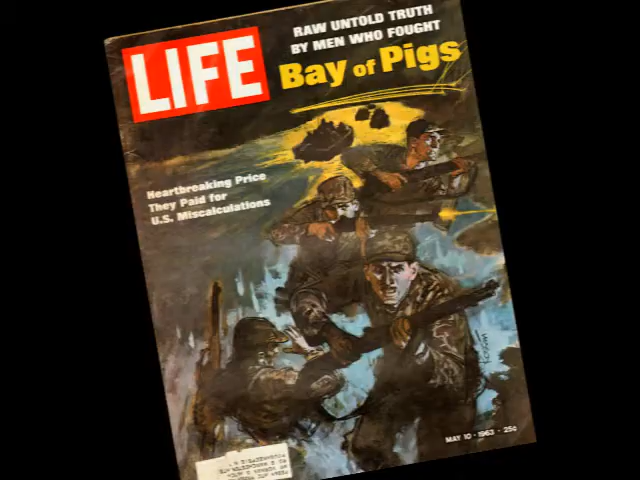 LIFE
RAW UNTOLD TRUTH
BY MEN WHO FOUGHT
Bay of Pigs
Heartbreaking Price
They Paid for
U.S. Miscalculations
MAY 10 · 1963 · 25¢